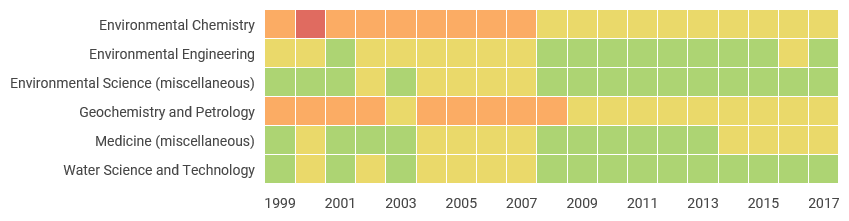 Environmental Chemistry
Environmental Engineering
Environmental Science (miscellaneous)
Geochemistry and Petrology
Medicine (miscellaneous)
Water Science and Technology
1999 2001 2003 2005 2007 2009 2011 2013 2015 2017